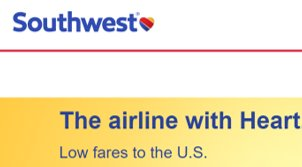 Southwest
The airline with Heart
Low fares to the U.S.